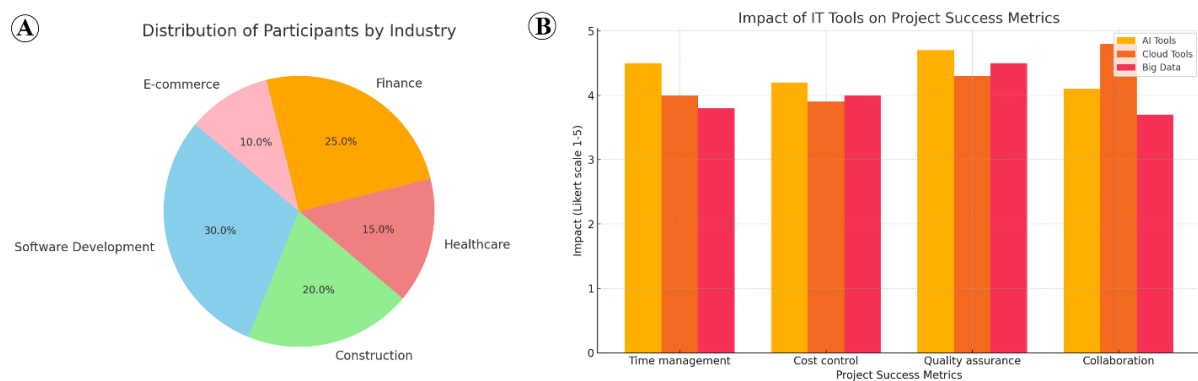 A
Distribution of Participants by Industry
E-commerce
Finance
10.0%
25.0%
Software Development
30.0%
15.0%
Healthcare
20.0%
Construction
B
Impact of IT Tools on Project Success Metrics
AI Tools
Cloud Tools
Big Data
Impact (Likert scale 1-5)
5
4
3
2
1
0
Time management
Cost control
Quality assurance
Collaboration
Project Success Metrics